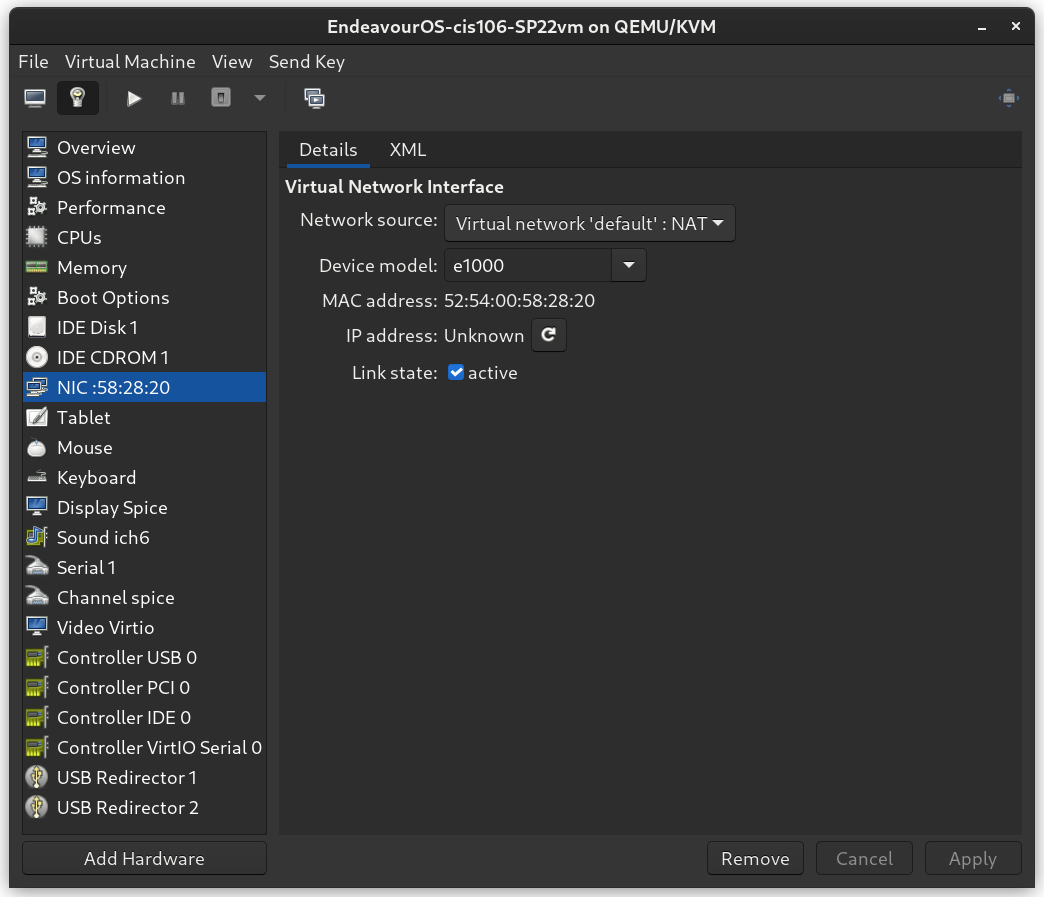 EndeavourOS-cis106-SP22vm on QEMU/KVM
File Virtual Machine View Send Key
Overview
OS information
Performance
CPUs
Memory
Boot Options
IDE Disk 1
IDE CDROM 1
NIC :58:28:20
Tablet
Mouse
Keyboard
Display Spice
Sound ich6
Serial 1
Channel spice
Video Virtio
Controller USB 0
Controller PCI 0
Controller IDE 0
Controller VirtIO Serial 0
USB Redirector 1
USB Redirector 2
Add Hardware
Details XML
Virtual Network Interface
Network source: Virtual network 'default' : NAT
Device model: e1000
MAC address: 52:54:00:58:28:20
IP address: Unknown
Link state: active
Remove Cancel Apply